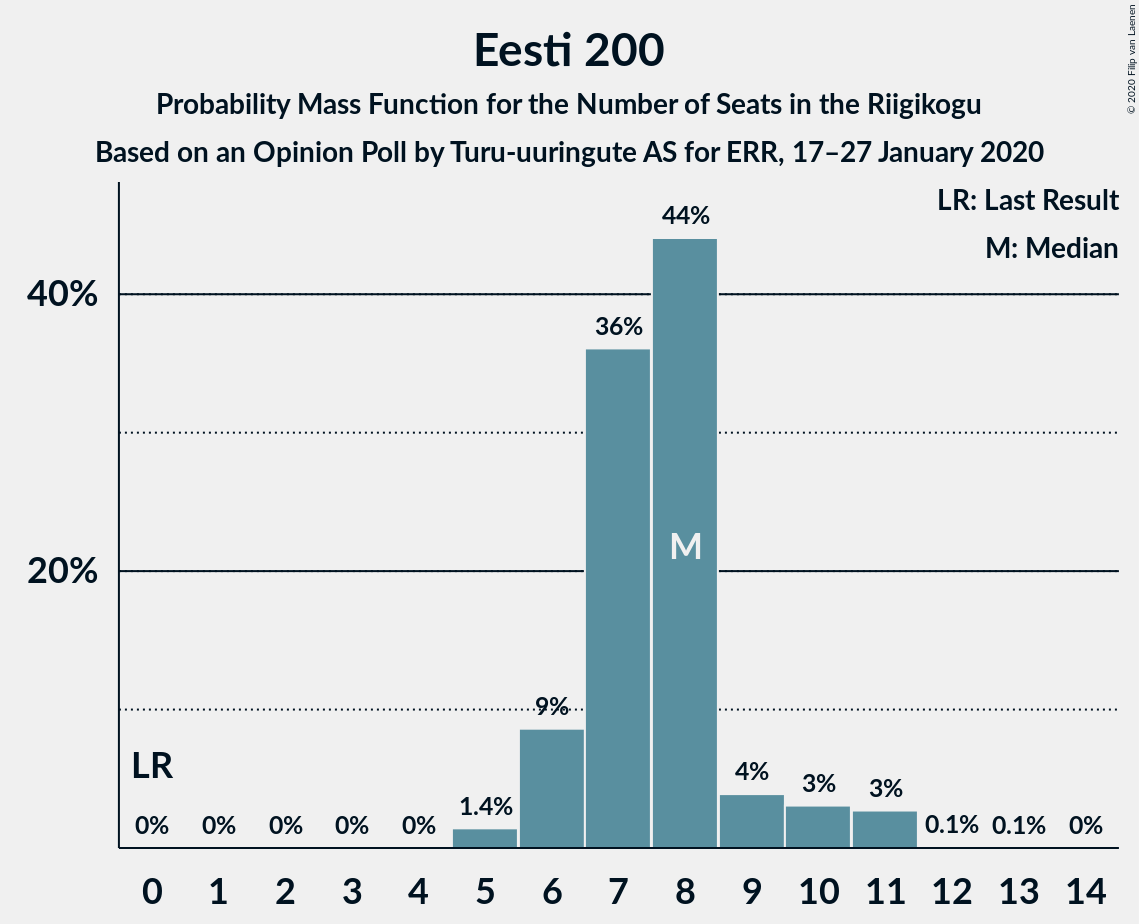 Eesti 200
Probability Mass Function for the Number of Seats in the Riigikogu
Based on an Opinion Poll by Turu-uuringute AS for ERR, 17–27 January 2020
© 2020 Filip van Laenen
LR: Last Result
M: Median
40%
20%
44%
36%
M
9%
LR
0% 0% 0% 0% 0% 1.4% 4% 3% 3% 0.1% 0.1% 0%
0 1 2 3 4 5 6 7 8 9 10 11 12 13 14